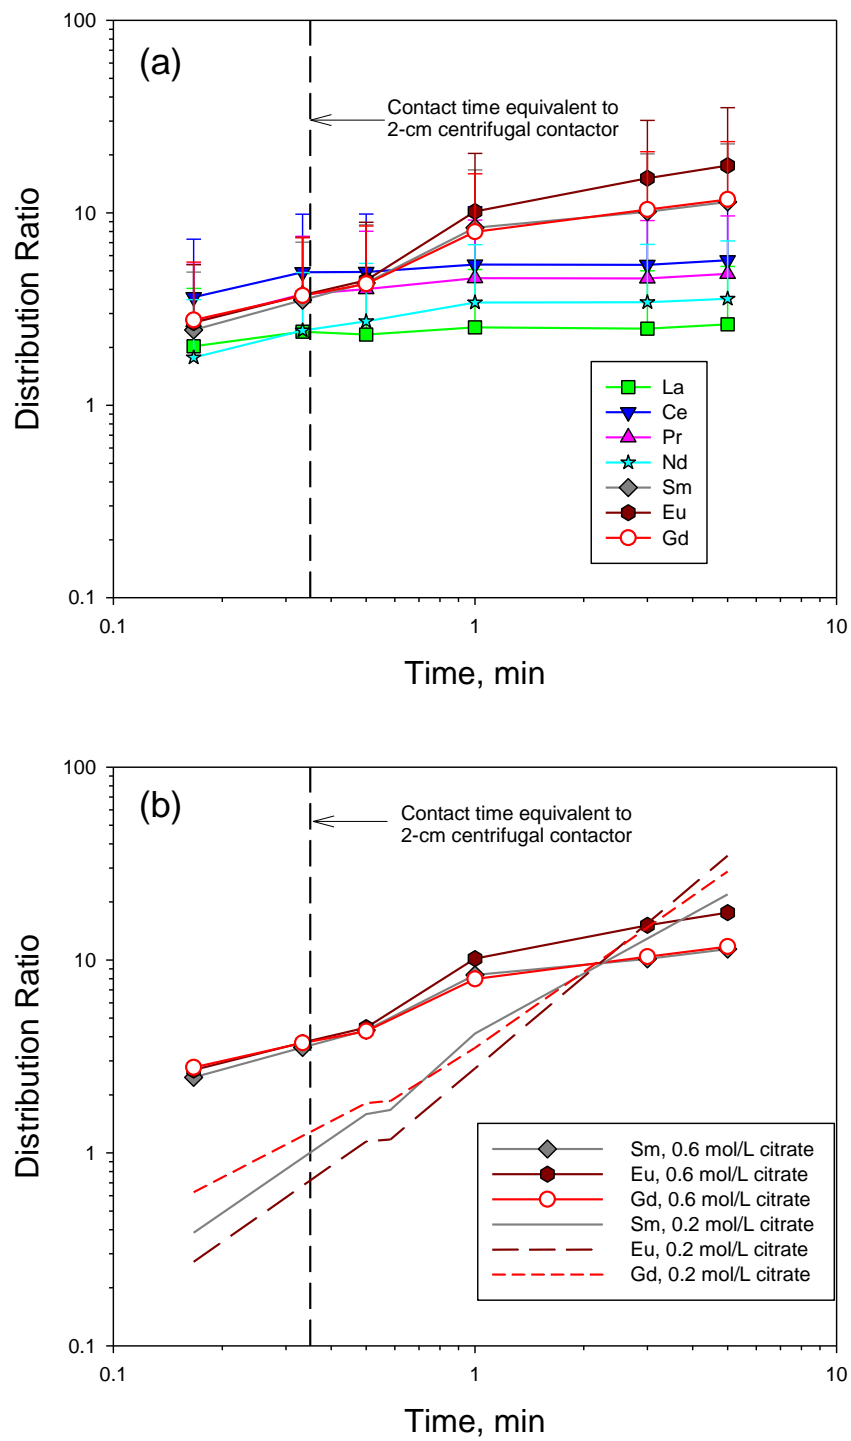 100
(a)
Contact time equivalent to
2-cm centrifugal contactor
10
Distribution Ratio
1
La
Ce
Pr
Nd
Sm
Eu
Gd
0.1
0.1
1
10
Time, min
100
(b)
Contact time equivalent to
2-cm centrifugal contactor
10
Distribution Ratio
1
Sm, 0.6 mol/L citrate
Eu, 0.6 mol/L citrate
Gd, 0.6 mol/L citrate
Sm, 0.2 mol/L citrate
Eu, 0.2 mol/L citrate
Gd, 0.2 mol/L citrate
0.1
0.1
1
10
Time, min